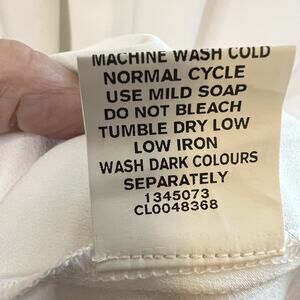 MACHINE WASH COLD
NORMAL CYCLE
USE MILD SOAP
DO NOT BLEACH
TUMBLE DRY LOW
LOW IRON
WASH DARK COLOURS
SEPARATELY
1345073
CL0048368